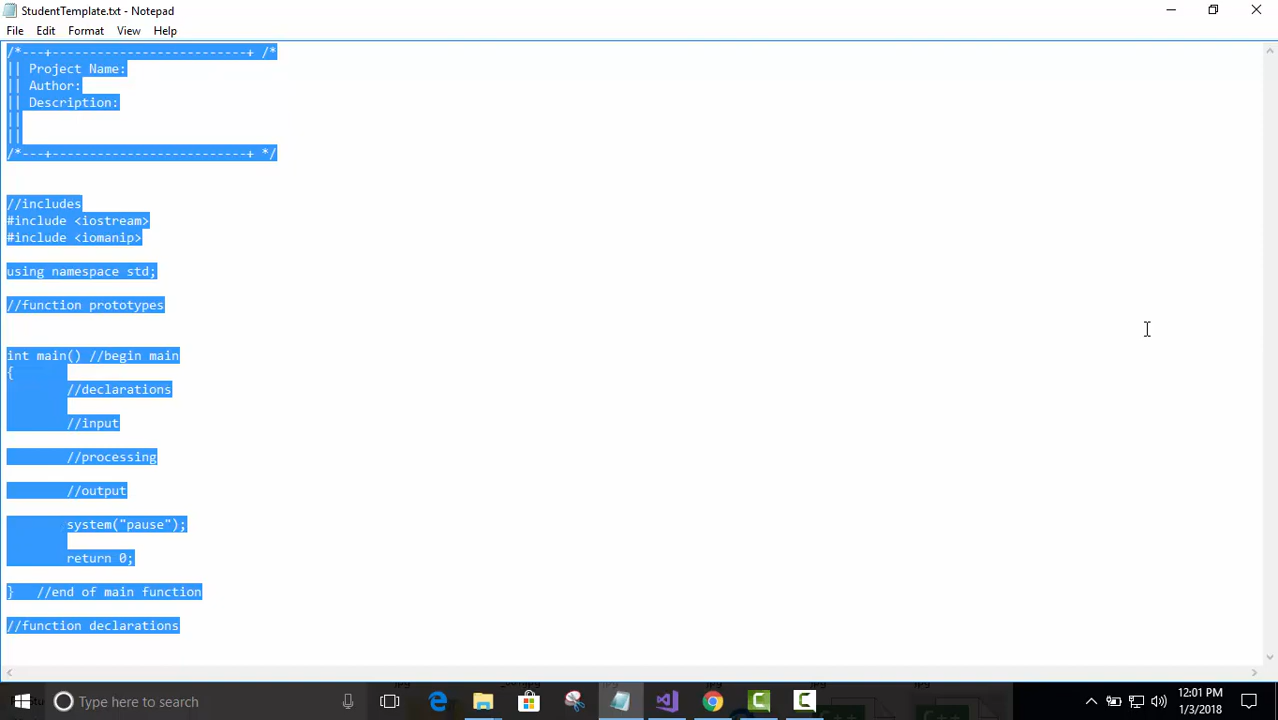 StudentTemplate.txt - Notepad
File Edit Format View Help
/*---+--------------------------+ /*
|| Project Name:
|| Author:
|| Description:
||
||
/*---+--------------------------+ */
//includes
#include <iostream>
#include <iomanip>
using namespace std;
//function prototypes
int main() //begin main
{
//declarations
//input
//processing
//output
system("pause");
return 0;
} //end of main function
//function declarations
Type here to search
12:01 PM
1/3/2018